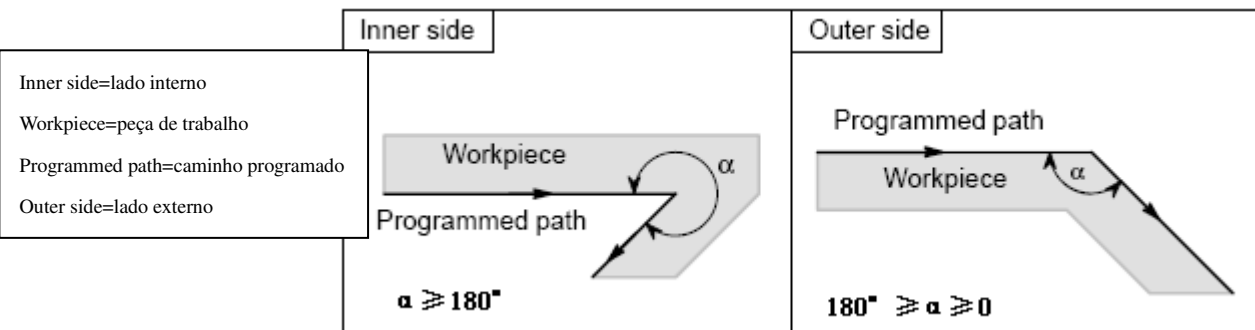 Inner side=lado interno
Workpiece=peça de trabalho
Programmed path=caminho programado
Outer side=lado externo
Inner side
Workpiece
α
Programmed path
α ≥ 180°
Outer side
Programmed path
α
Workpiece
180° ≥ α ≥ 0